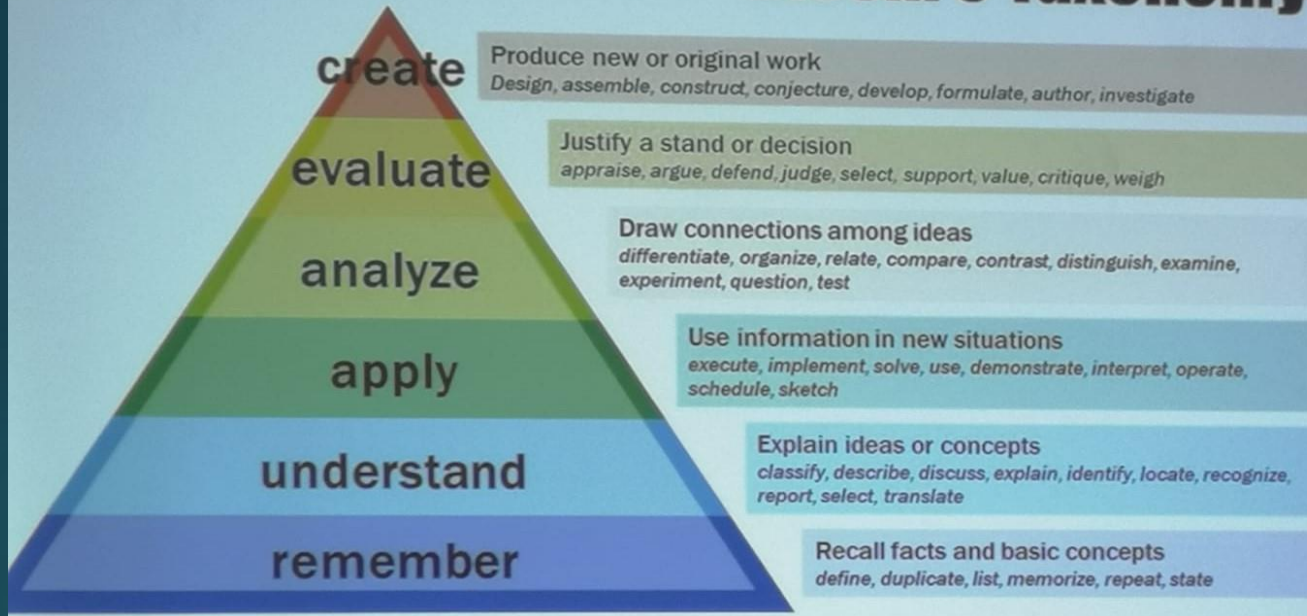 create
Produce new or original work
Design, assemble, construct, conjecture, develop, formulate, author, investigate
evaluate
Justify a stand or decision
appraise, argue, defend, judge, select, support, value, critique, weigh
analyze
Draw connections among ideas
differentiate, organize, relate, compare, contrast, distinguish, examine,
experiment, question, test
apply
Use information in new situations
execute, implement, solve, use, demonstrate, interpret, operate,
schedule, sketch
understand
Explain ideas or concepts
classify, describe, discuss, explain, identify, locate, recognize,
report, select, translate
remember
Recall facts and basic concepts
define, duplicate, list, memorize, repeat, state